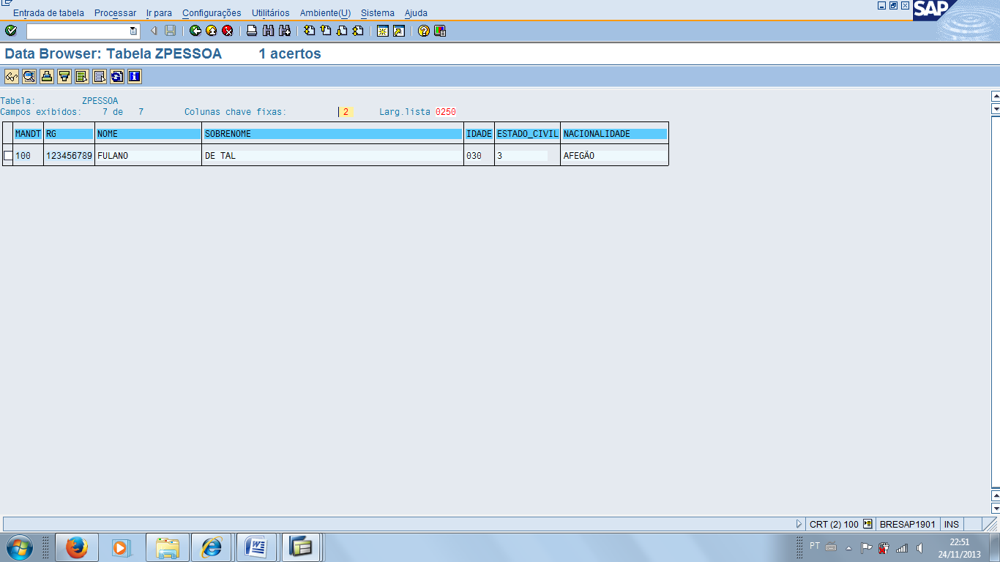 Entrada de tabela Processar Ir para Configurações Utilitários Ambiente(U) Sistema Ajuda
SAP
Data Browser: Tabela ZPESSOA 1 acertos
Tabela: ZPESSOA
Campos exibidos: 7 de 7 Colunas chave fixas: 2 Larg.lista 0250
MANDT RG NOME SOBRENOME IDADE ESTADO_CIVIL NACIONALIDADE
100 123456789 FULANO DE TAL 030 3 AFEGÃO
CRT (2) 100 BRESAP1901 INS
PT 22:51
24/11/2013